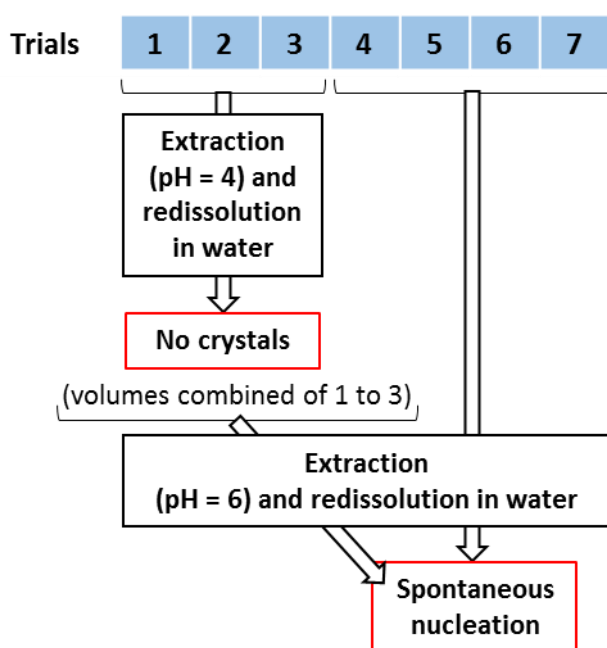 Trials 1 2 3 4 5 6 7
Extraction
(pH = 4) and
redissolution
in water
No crystals
(volumes combined of 1 to 3)
Extraction
(pH = 6) and redissolution in water
Spontaneous
nucleation